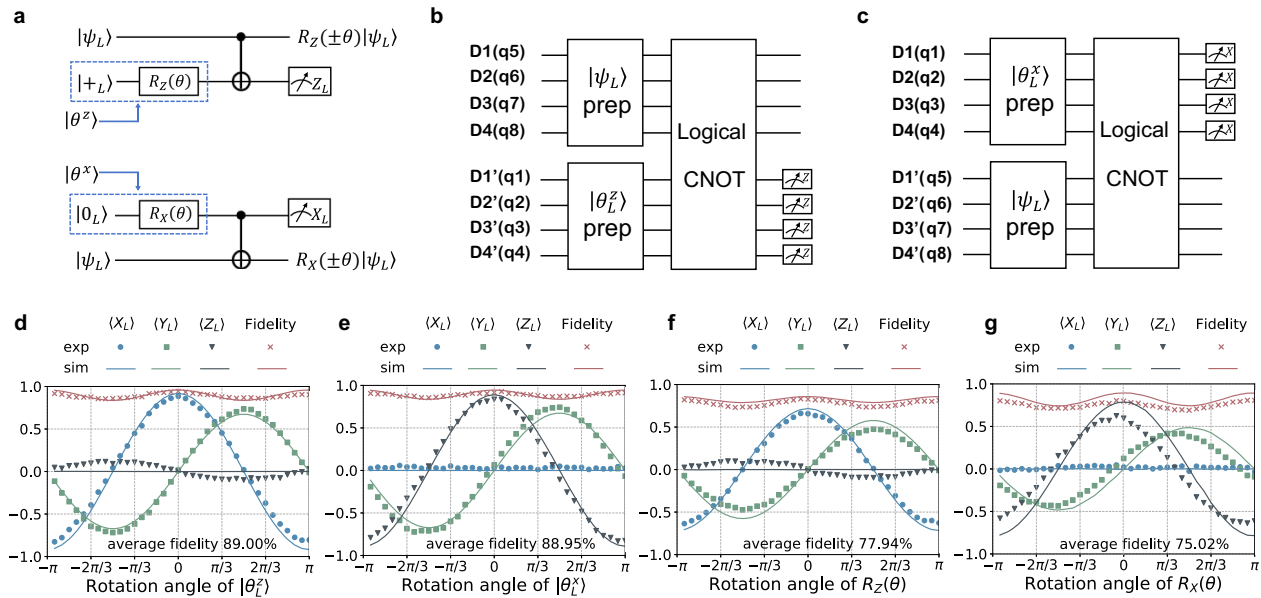 a
|ψ_L⟩ R_Z(±θ)|ψ_L⟩
|+_L⟩ R_Z(θ) Z_L
|θ^z⟩
|θ^x⟩
|0_L⟩ R_X(θ) X_L
|ψ_L⟩ R_X(±θ)|ψ_L⟩
b
D1(q5)
D2(q6)
D3(q7)
D4(q8)
|ψ_L⟩
prep
D1'(q1)
D2'(q2)
D3'(q3)
D4'(q4)
|θ_L^z⟩
prep
Logical
CNOT
Z
Z
Z
Z
c
D1(q1)
D2(q2)
D3(q3)
D4(q4)
|θ_L^x⟩
prep
D1'(q5)
D2'(q6)
D3'(q7)
D4'(q8)
|ψ_L⟩
prep
Logical
CNOT
X
X
X
X
d ⟨X_L⟩ ⟨Y_L⟩ ⟨Z_L⟩ Fidelity
exp
sim
1.0
0.5
0.0
−0.5
−1.0
average fidelity 89.00%
−π −2π/3 0 π/3 2π/3 π
Rotation angle of |θ_L^z⟩
e ⟨X_L⟩ ⟨Y_L⟩ ⟨Z_L⟩ Fidelity
exp
sim
1.0
0.5
0.0
−0.5
−1.0
average fidelity 88.95%
−π −2π/3 0 π/3 2π/3 π
Rotation angle of |θ_L^x⟩
f ⟨X_L⟩ ⟨Y_L⟩ ⟨Z_L⟩ Fidelity
exp
sim
1.0
0.5
0.0
−0.5
−1.0
average fidelity 77.94%
−π −2π/3 0 π/3 2π/3 π
Rotation angle of R_Z(θ)
g ⟨X_L⟩ ⟨Y_L⟩ ⟨Z_L⟩ Fidelity
exp
sim
1.0
0.5
0.0
−0.5
−1.0
average fidelity 75.02%
−π −2π/3 0 π/3 2π/3 π
Rotation angle of R_X(θ)